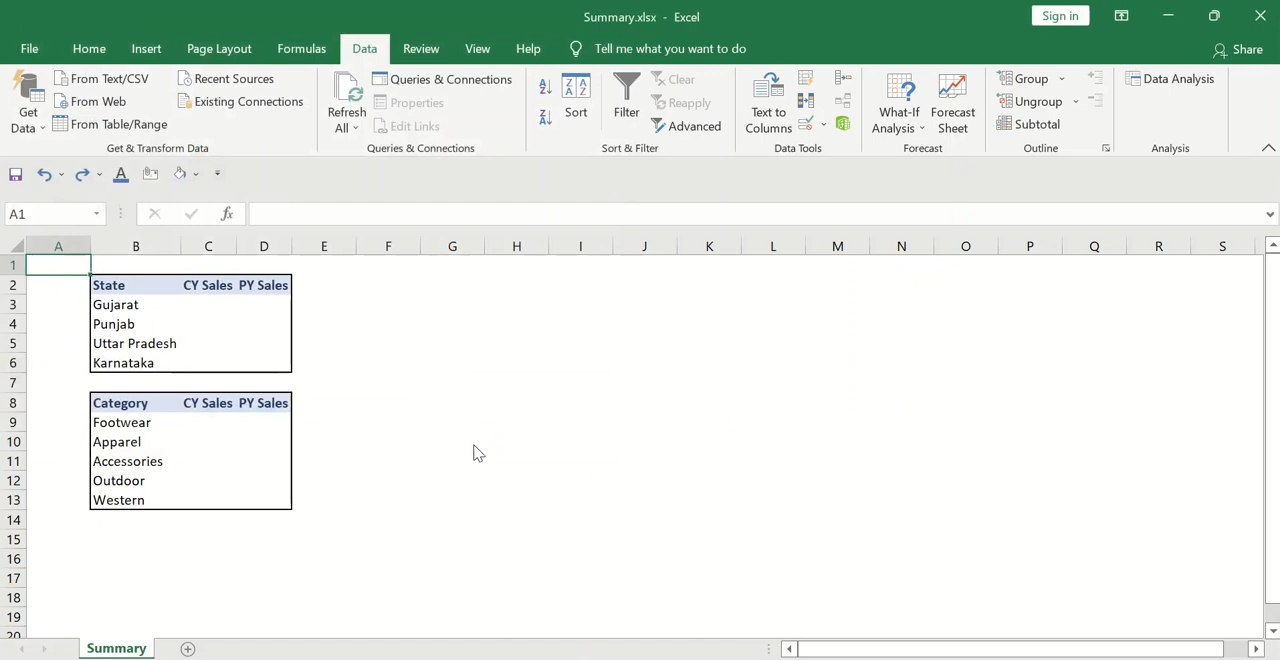 Summary.xlsx - Excel
Sign in
File Home Insert Page Layout Formulas Data Review View Help Tell me what you want to do Share
Get Data
From Text/CSV
From Web
From Table/Range
Recent Sources
Existing Connections
Get & Transform Data
Refresh All
Queries & Connections
Properties
Edit Links
Queries & Connections
Sort
Filter
Clear
Reapply
Advanced
Sort & Filter
Text to Columns
Data Tools
What-If Analysis
Forecast Sheet
Forecast
Group
Ungroup
Subtotal
Outline
Data Analysis
Analysis
A1 fx
A B C D E F G H I J K L M N O P Q R S
1
2 State CY Sales PY Sales
3 Gujarat
4 Punjab
5 Uttar Pradesh
6 Karnataka
7
8 Category CY Sales PY Sales
9 Footwear
10 Apparel
11 Accessories
12 Outdoor
13 Western
14
15
16
17
18
19
20
Summary